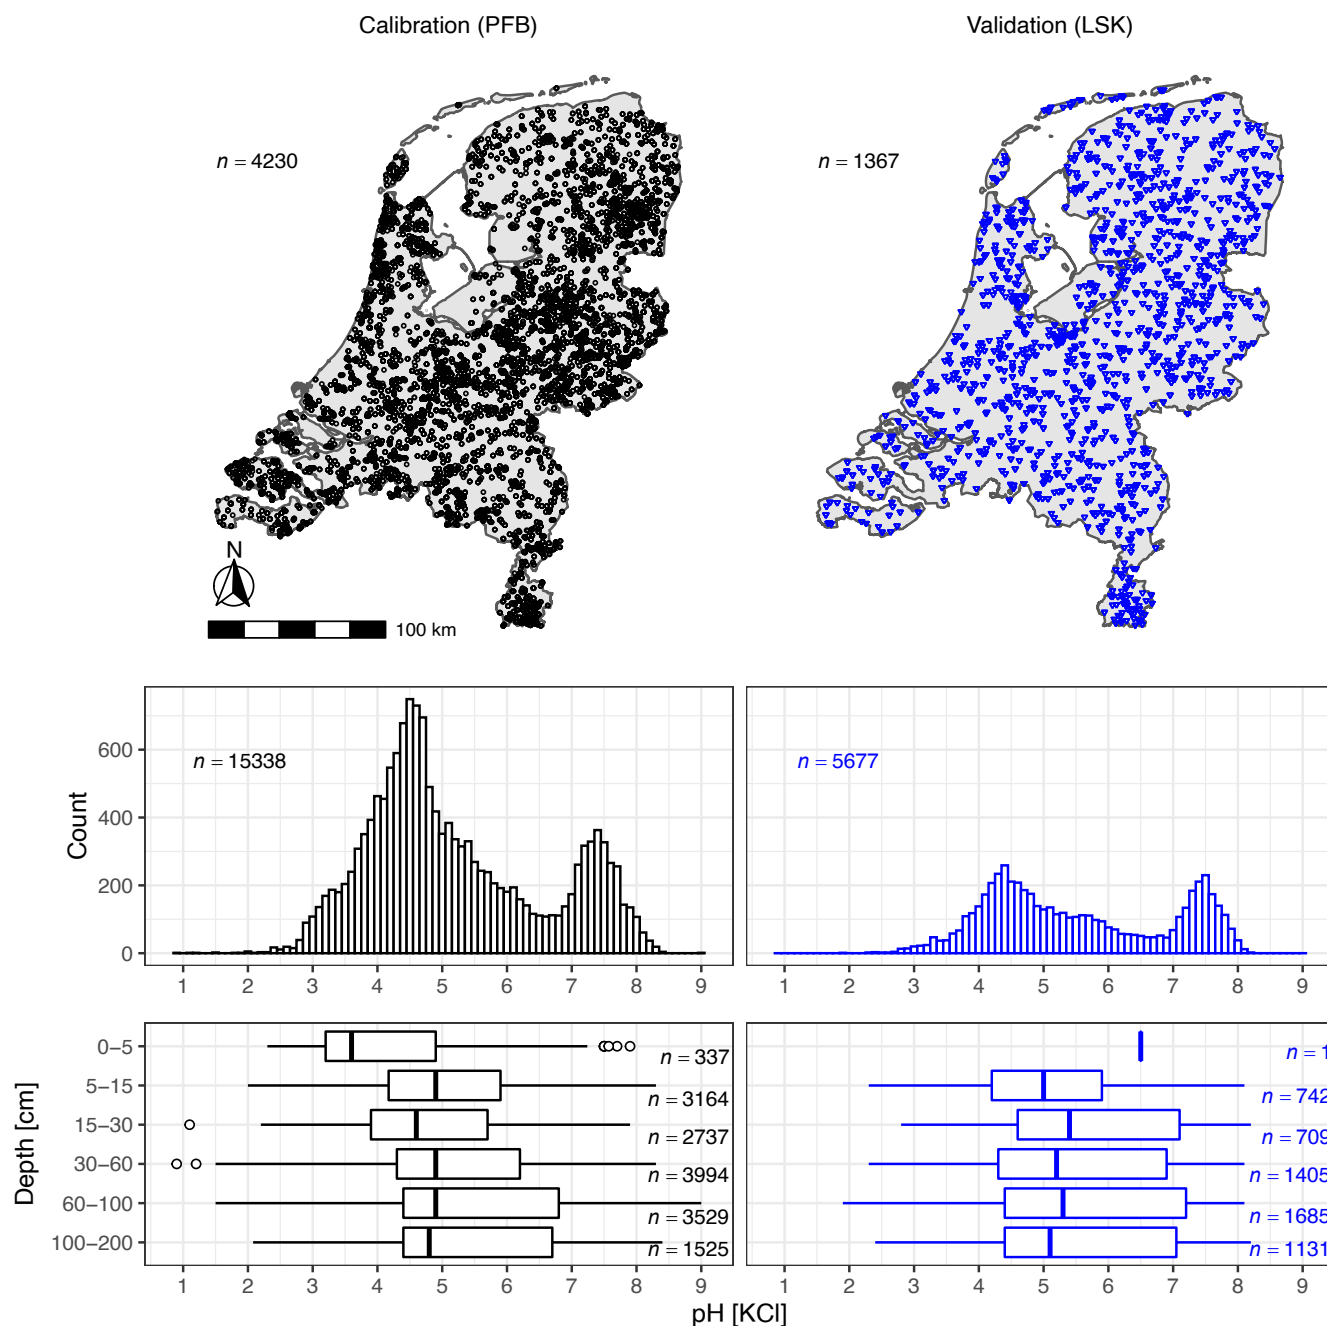 Calibration (PFB)
Validation (LSK)
n = 4230
n = 1367
N
100 km
Count
600
400
200
0
n = 15338
n = 5677
1 2 3 4 5 6 7 8 9
1 2 3 4 5 6 7 8 9
Depth [cm]
0–5
5–15
15–30
30–60
60–100
100–200
n = 337
n = 3164
n = 2737
n = 3994
n = 3529
n = 1525
n = 1
n = 742
n = 709
n = 1405
n = 1685
n = 1131
1 2 3 4 5 6 7 8 9
1 2 3 4 5 6 7 8 9
pH [KCl]